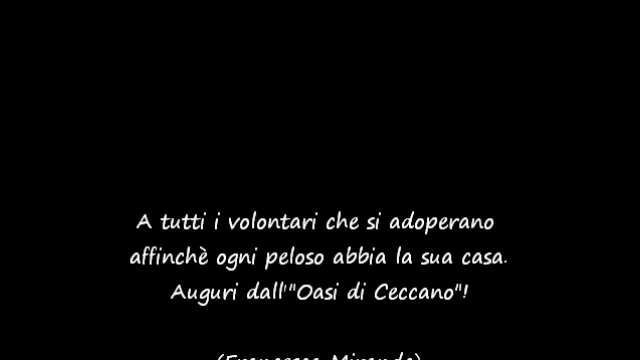 A tutti i volontari che si adoperano
affinchè ogni peloso abbia la sua casa.
Auguri dall'"Oasi di Ceccano"!